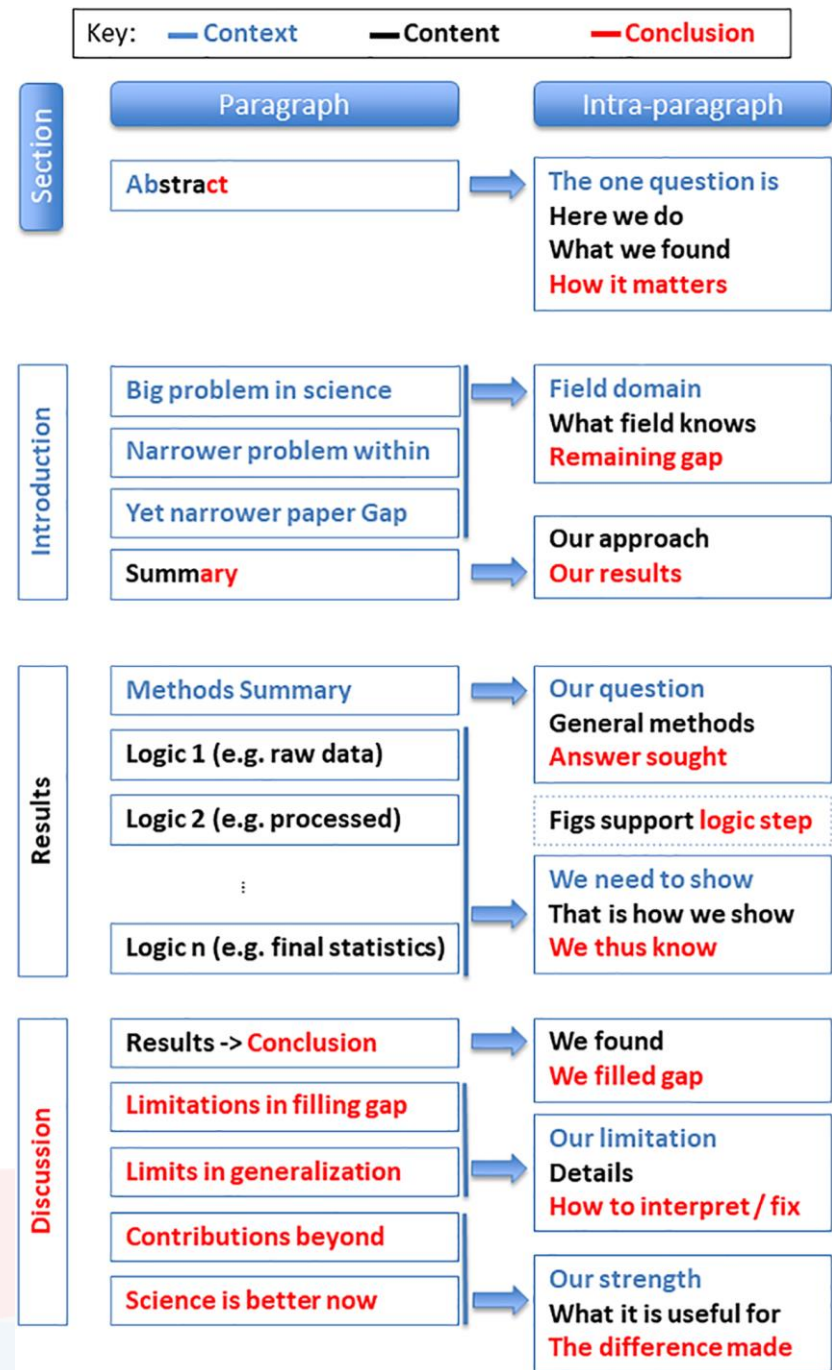 Key: Context Content Conclusion
Section
Paragraph
Intra-paragraph
Abstract
The one question is
Here we do
What we found
How it matters
Introduction
Big problem in science
Narrower problem within
Yet narrower paper Gap
Summary
Field domain
What field knows
Remaining gap
Our approach
Our results
Results
Methods Summary
Logic 1 (e.g. raw data)
Logic 2 (e.g. processed)
⋮
Logic n (e.g. final statistics)
Our question
General methods
Answer sought
Figs support logic step
We need to show
That is how we show
We thus know
Discussion
Results -> Conclusion
Limitations in filling gap
Limits in generalization
Contributions beyond
Science is better now
We found
We filled gap
Our limitation
Details
How to interpret / fix
Our strength
What it is useful for
The difference made